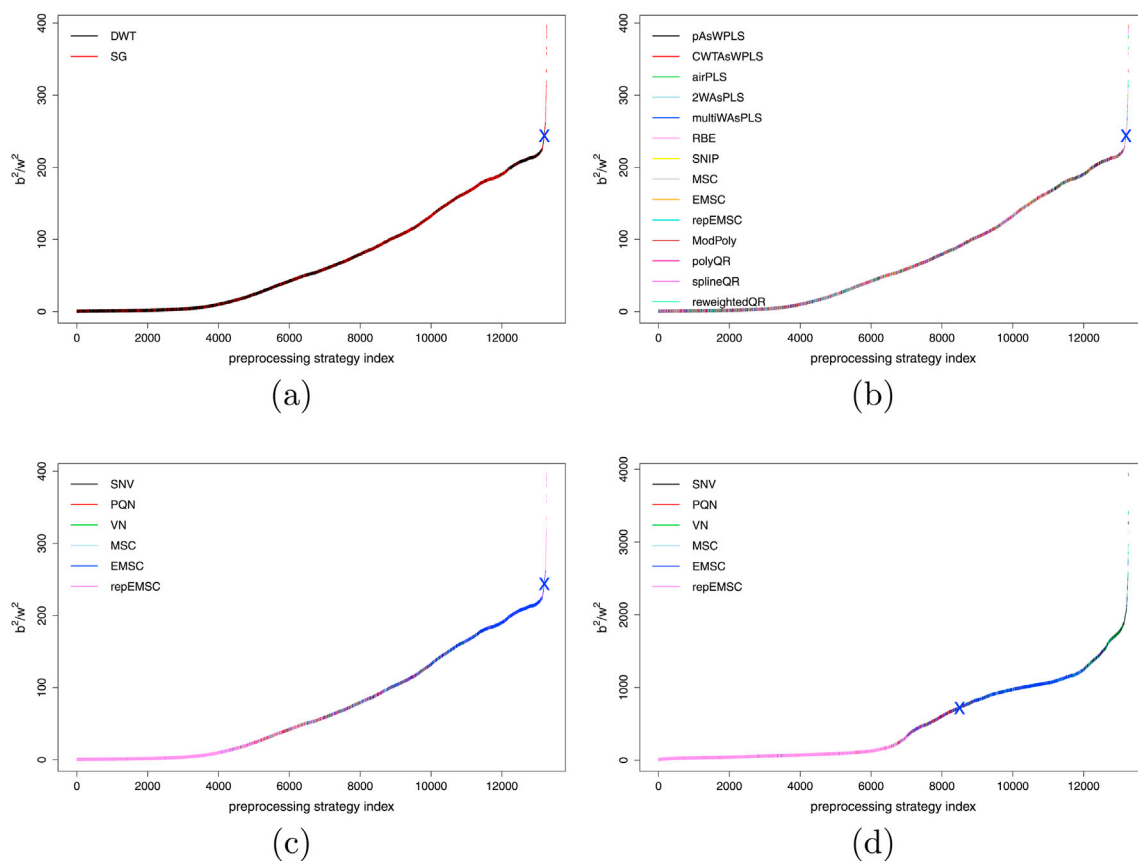 400
300
200
100
0
b²/w²
DWT
SG
0 2000 4000 6000 8000 10000 12000
preprocessing strategy index
(a)
400
300
200
100
0
b²/w²
pAsWPLS
CWTAsWPLS
airPLS
2WAsPLS
multiWAsPLS
RBE
SNIP
MSC
EMSC
repEMSC
ModPoly
polyQR
splineQR
reweightedQR
0 2000 4000 6000 8000 10000 12000
preprocessing strategy index
(b)
400
300
200
100
0
b²/w²
SNV
PQN
VN
MSC
EMSC
repEMSC
0 2000 4000 6000 8000 10000 12000
preprocessing strategy index
(c)
4000
3000
2000
1000
0
b²/w²
SNV
PQN
VN
MSC
EMSC
repEMSC
0 2000 4000 6000 8000 10000 12000
preprocessing strategy index
(d)